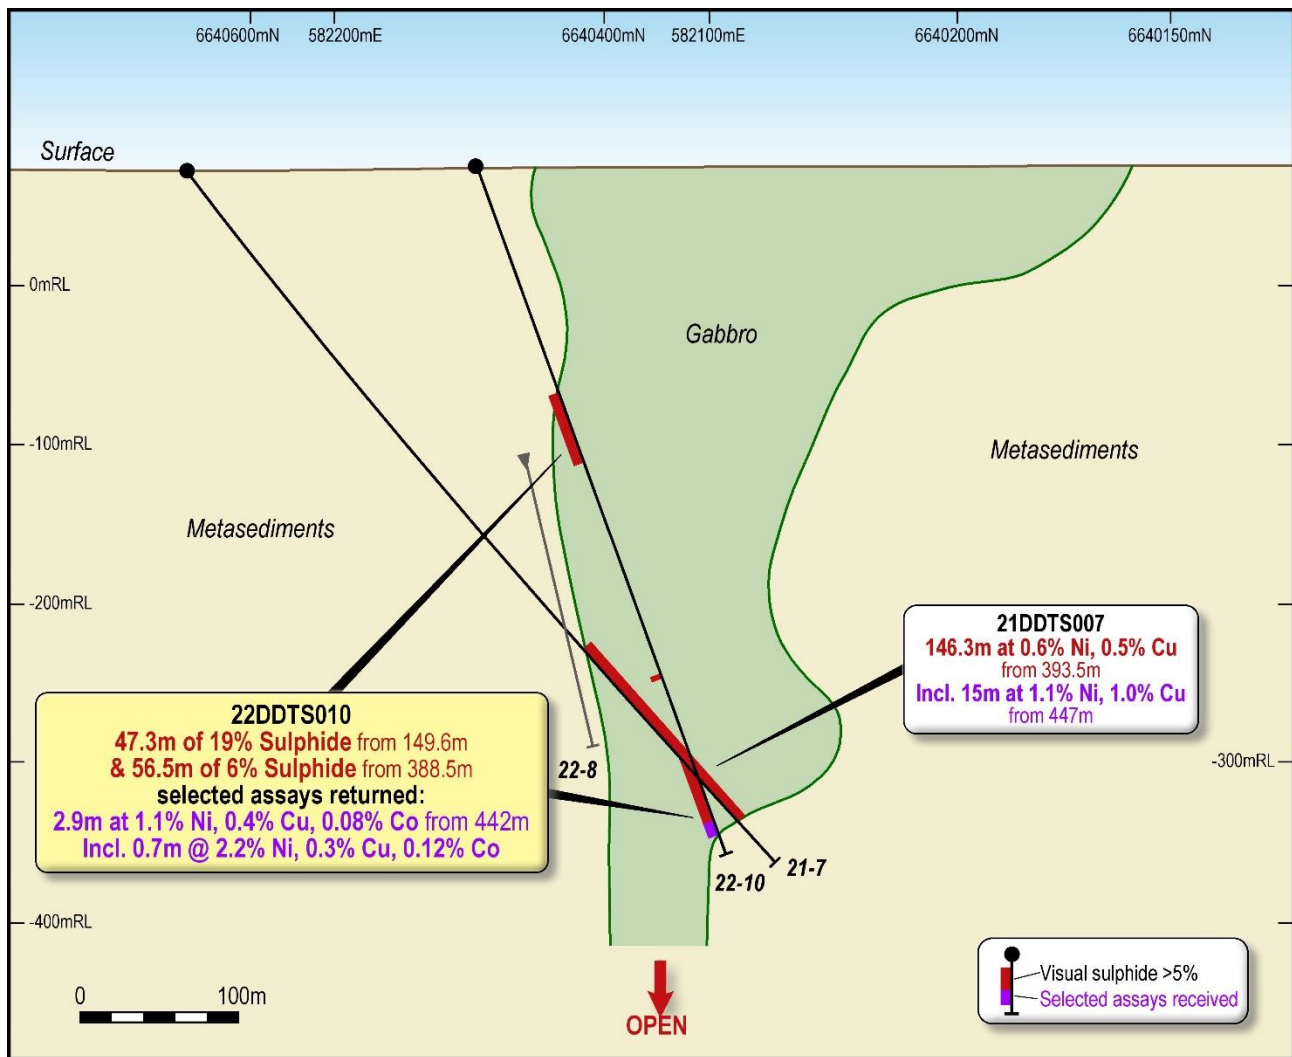 6640600mN
582200mE
6640400mN
582100mE
6640200mN
6640150mN
Surface
0mRL
Gabbro
-100mRL
Metasediments
Metasediments
-200mRL
21DDTS007
146.3m at 0.6% Ni, 0.5% Cu
from 393.5m
Incl. 15m at 1.1% Ni, 1.0% Cu
from 447m
22DDTS010
47.3m of 19% Sulphide from 149.6m
& 56.5m of 6% Sulphide from 388.5m
selected assays returned:
2.9m at 1.1% Ni, 0.4% Cu, 0.08% Co from 442m
Incl. 0.7m @ 2.2% Ni, 0.3% Cu, 0.12% Co
22-8
-300mRL
22-10
21-7
-400mRL
0 100m
OPEN
Visual sulphide >5%
Selected assays received